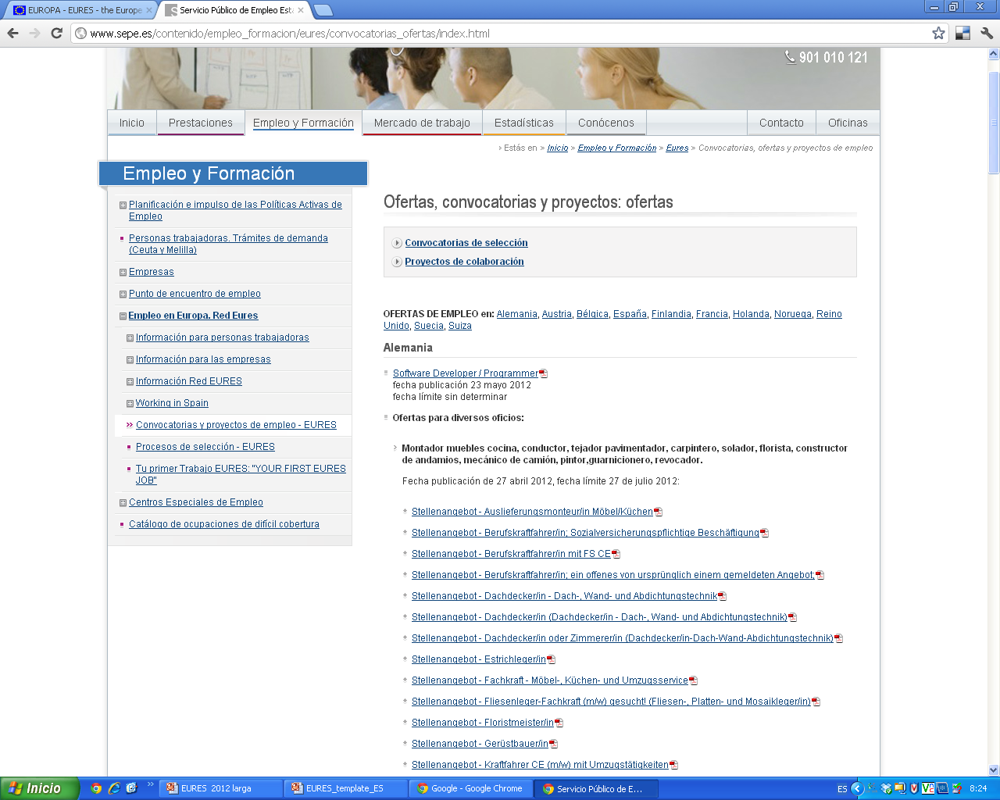 EUROPA - EURES - the Europe
Servicio Público de Empleo Esta
www.sepe.es/contenido/empleo_formacion/eures/convocatorias_ofertas/index.html
901 010 121
Inicio Prestaciones Empleo y Formación Mercado de trabajo Estadísticas Conócenos Contacto Oficinas
Estás en > Inicio > Empleo y Formación > Eures > Convocatorias, ofertas y proyectos de empleo
Empleo y Formación
Planificación e impulso de las Políticas Activas de
Empleo
Personas trabajadoras. Trámites de demanda
(Ceuta y Melilla)
Empresas
Punto de encuentro de empleo
Empleo en Europa. Red Eures
Información para personas trabajadoras
Información para las empresas
Información Red EURES
Working in Spain
Convocatorias y proyectos de empleo - EURES
Procesos de selección - EURES
Tu primer Trabajo EURES: "YOUR FIRST EURES
JOB"
Centros Especiales de Empleo
Catálogo de ocupaciones de difícil cobertura
Ofertas, convocatorias y proyectos: ofertas
Convocatorias de selección
Proyectos de colaboración
OFERTAS DE EMPLEO en: Alemania, Austria, Bélgica, España, Finlandia, Francia, Holanda, Noruega, Reino
Unido, Suecia, Suiza
Alemania
Software Developer / Programmer
fecha publicación 23 mayo 2012
fecha límite sin determinar
Ofertas para diversos oficios:
Montador muebles cocina, conductor, tejador pavimentador, carpintero, solador, florista, constructor
de andamios, mecánico de camión, pintor,guarnicionero, revocador.
Fecha publicación de 27 abril 2012, fecha límite 27 de julio 2012:
Stellenangebot - Auslieferungsmonteur/in Möbel/Küchen
Stellenangebot - Berufskraftfahrer/in; Sozialversicherungspflichtige Beschäftigung
Stellenangebot - Berufskraftfahrer/in mit FS CE
Stellenangebot - Berufskraftfahrer/in; ein offenes von ursprünglich einem gemeldeten Angebot;
Stellenangebot - Dachdecker/in - Dach-, Wand- und Abdichtungstechnik
Stellenangebot - Dachdecker/in (Dachdecker/in - Dach-, Wand- und Abdichtungstechnik)
Stellenangebot - Dachdecker/in oder Zimmerer/in (Dachdecker/in-Dach-Wand-Abdichtungstechnik)
Stellenangebot - Estrichleger/in
Stellenangebot - Fachkraft - Möbel-, Küchen- und Umzugsservice
Stellenangebot - Fliesenleger-Fachkraft (m/w) gesucht! (Fliesen-, Platten- und Mosaikleger/in)
Stellenangebot - Floristmeister/in
Stellenangebot - Gerüstbauer/in
Stellenangebot - Kraftfahrer CE (m/w) mit Umzugstätigkeiten
Inicio EURES 2012 larga EURES_template_ES Google - Google Chrome Servicio Público de E... ES 8:24